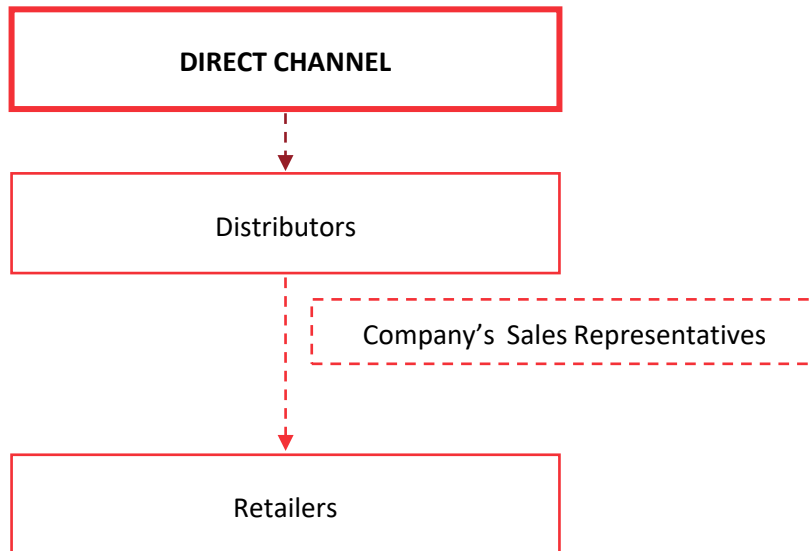 DIRECT CHANNEL
Distributors
Company’s  Sales Representatives
Retailers